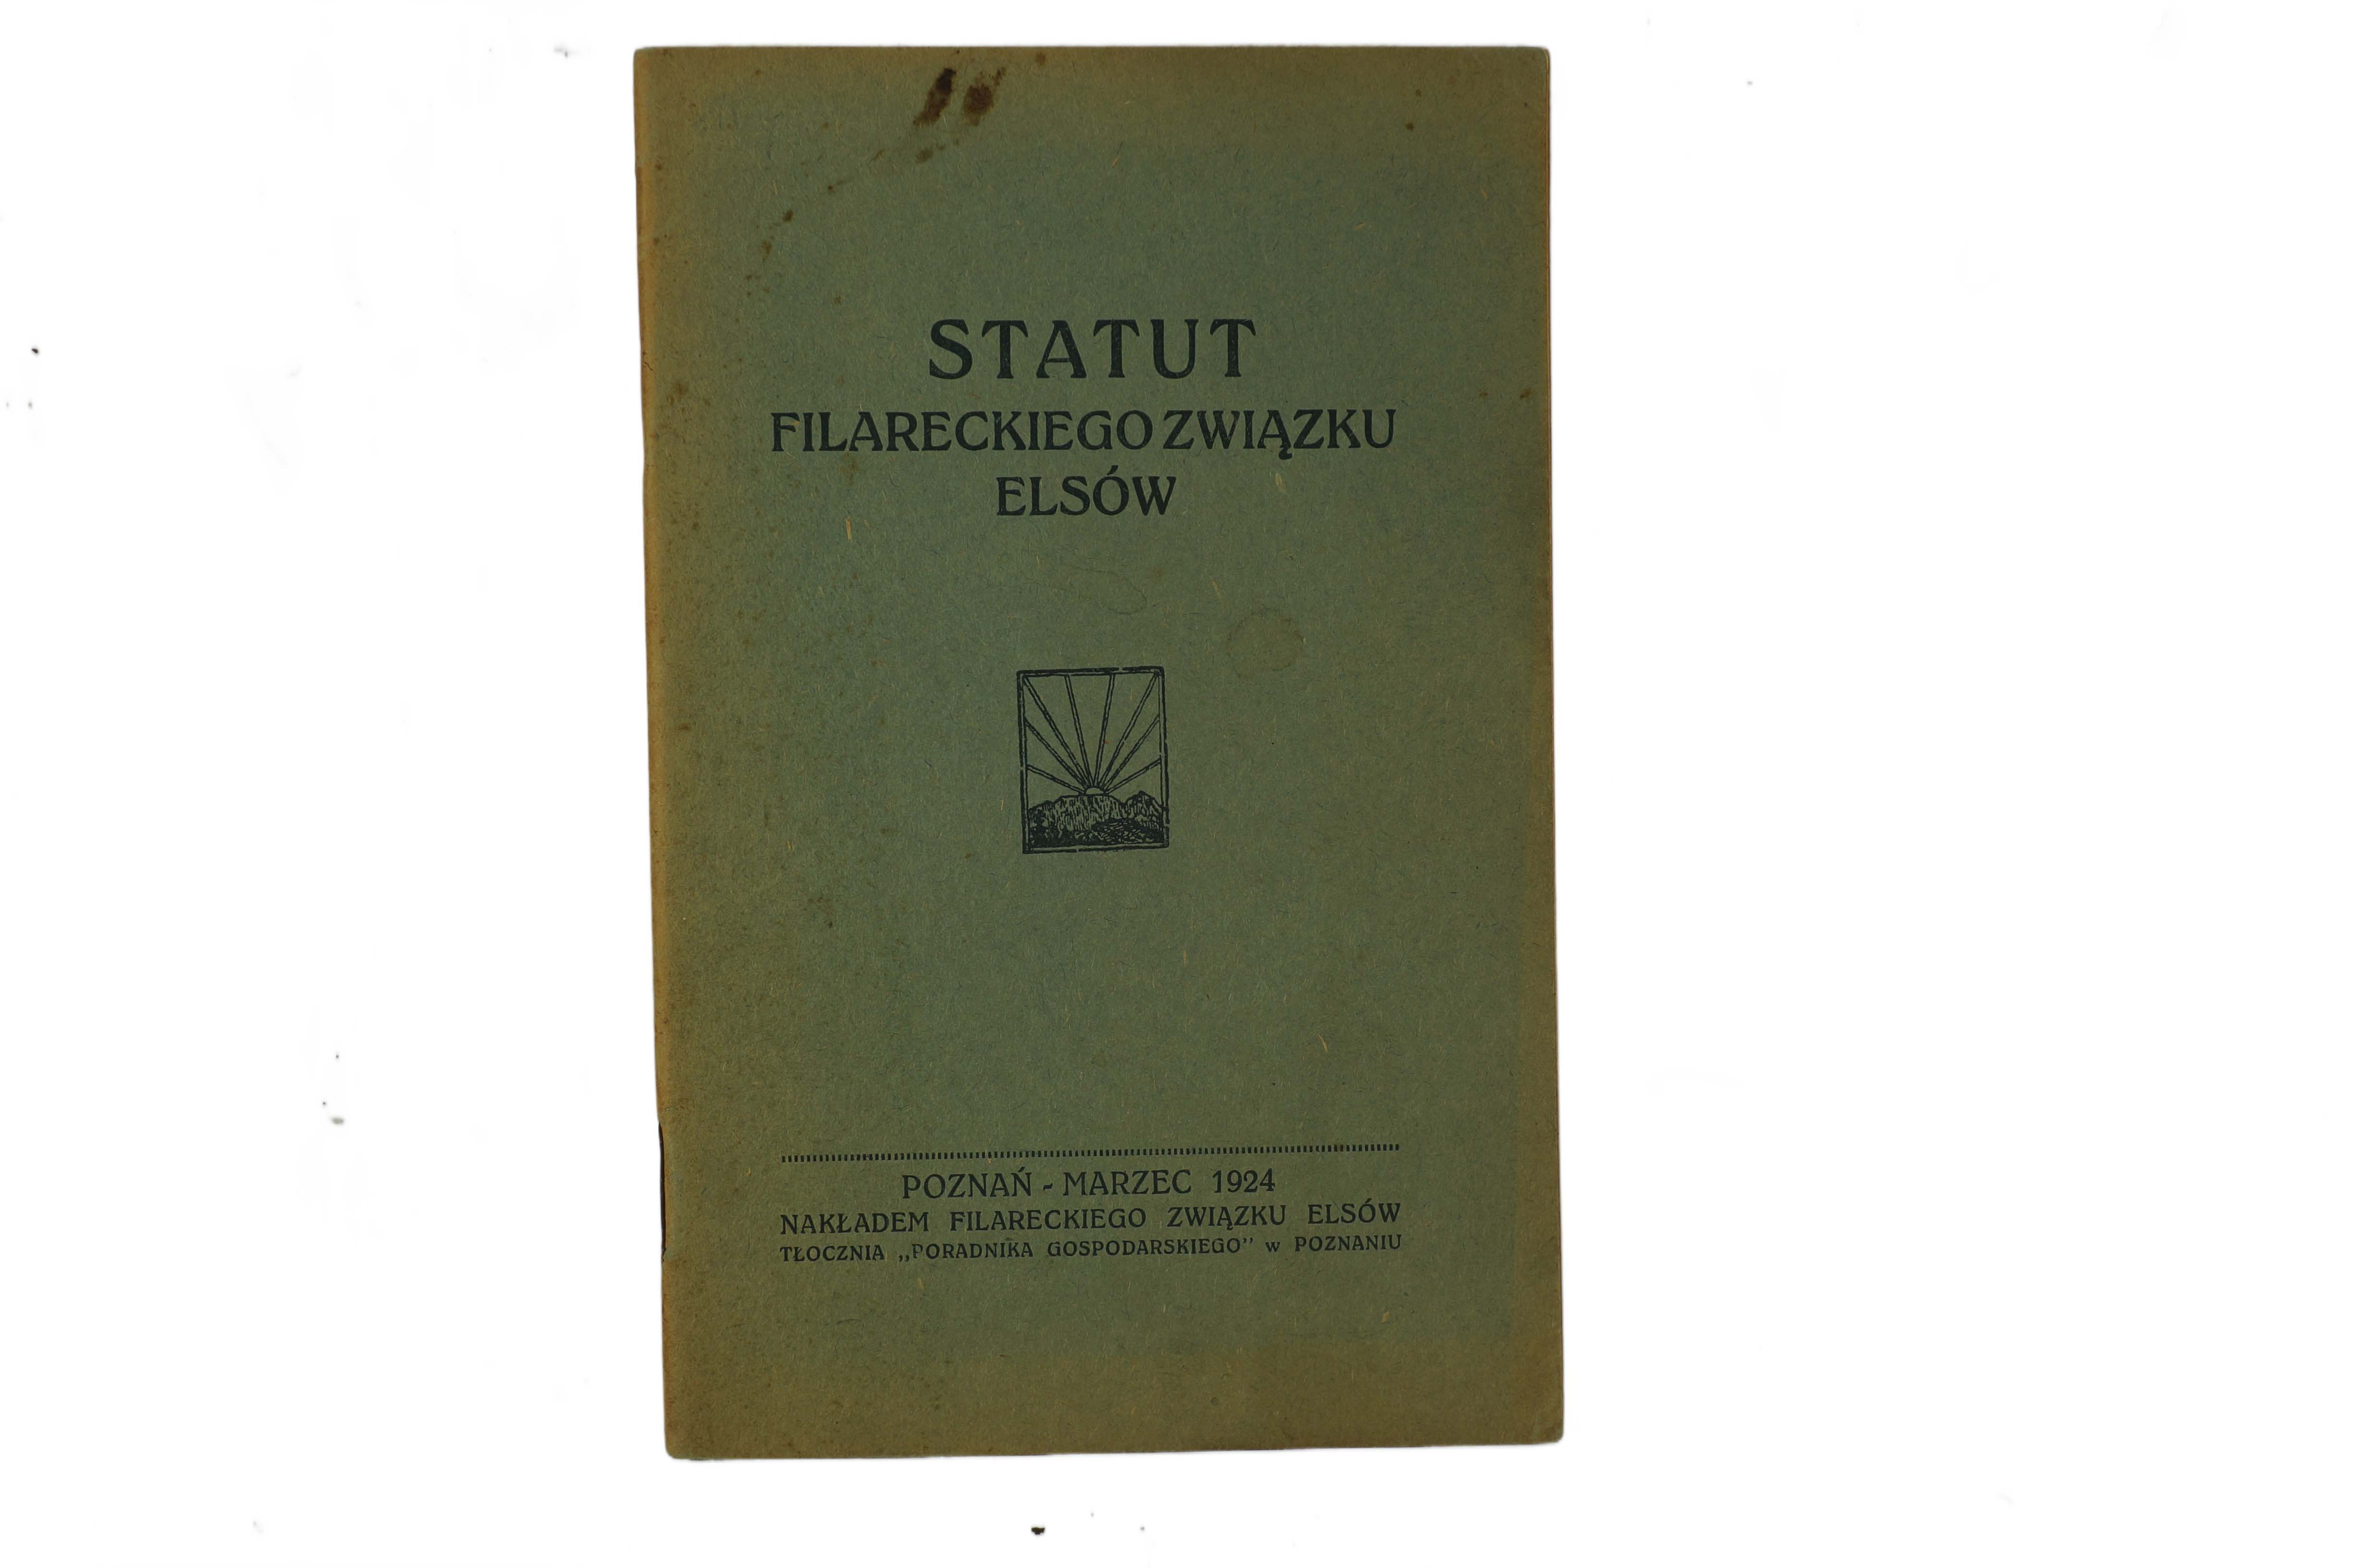 STATUT
FILARECKIEGO ZWIĄZKU
ELSÓW
POZNAŃ - MARZEC 1924
NAKŁADEM FILARECKIEGO ZWIĄZKU ELSÓW
TŁOCZNIA „PORADNIKA GOSPODARSKIEGO” w POZNANIU